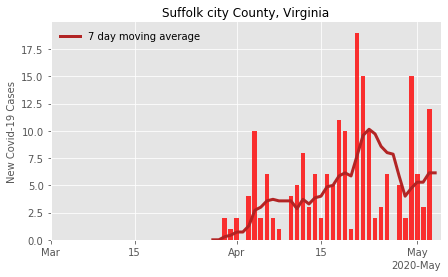 Suffolk city County, Virginia
7 day moving average
New Covid-19 Cases
17.5
15.0
12.5
10.0
7.5
5.0
2.5
0.0
Mar
15
Apr
15
May
2020-May